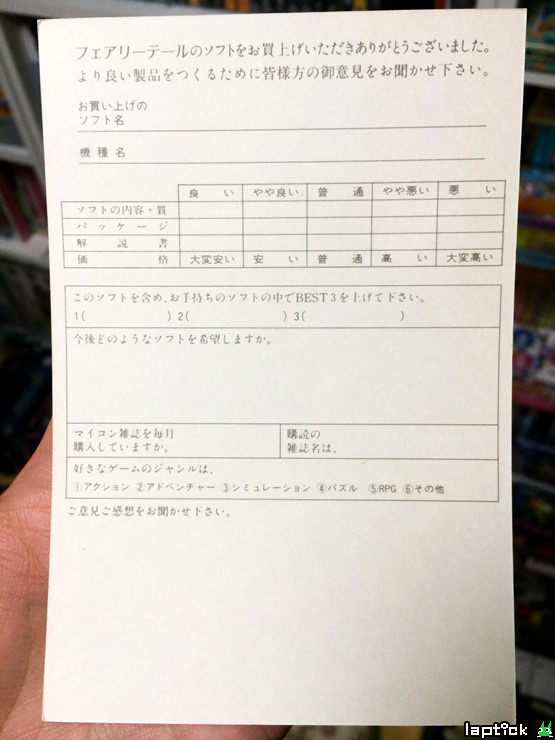 フェアリーテールのソフトをお買上げいただきありがとうございました。
より良い製品をつくるために皆様方の御意見をお聞かせ下さい。
お買い上げの
ソフト名
機種名
良い やや良い 普通 やや悪い 悪い
ソフトの内容・質
パッケージ
解説書
価格 大変安い 安い 普通 高い 大変高い
このソフトを含め、お手持ちのソフトの中でBEST3を上げて下さい。
1( ) 2( ) 3( )
今後どのようなソフトを希望しますか。
マイコン雑誌を毎月
購入していますか。
購読の
雑誌名は、
好きなゲームのジャンルは、
①アクション ②アドベンチャー ③シミュレーション ④パズル ⑤RPG ⑥その他
ご意見ご感想をお聞かせ下さい。
laptick